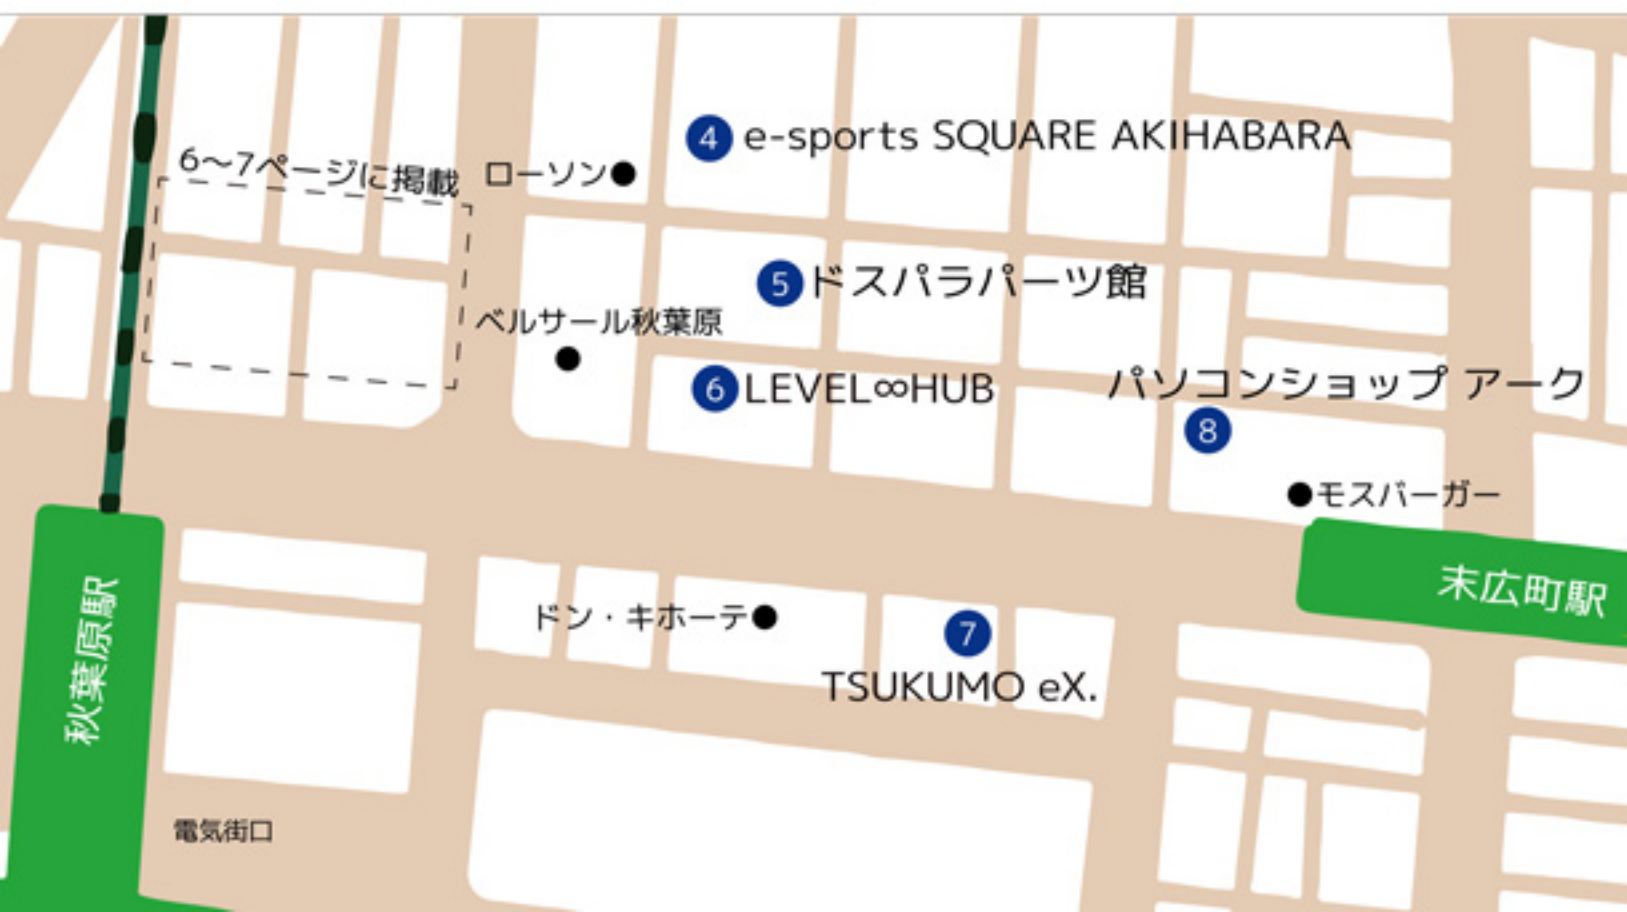 4 e-sports SQUARE AKIHABARA
6～7ページに掲載
ローソン
5 ドスパラパーツ館
ベルサール秋葉原
6 LEVEL∞HUB
パソコンショップ アーク
8
モスバーガー
末広町駅
ドン・キホーテ
7
TSUKUMO eX.
秋葉原駅
電気街口